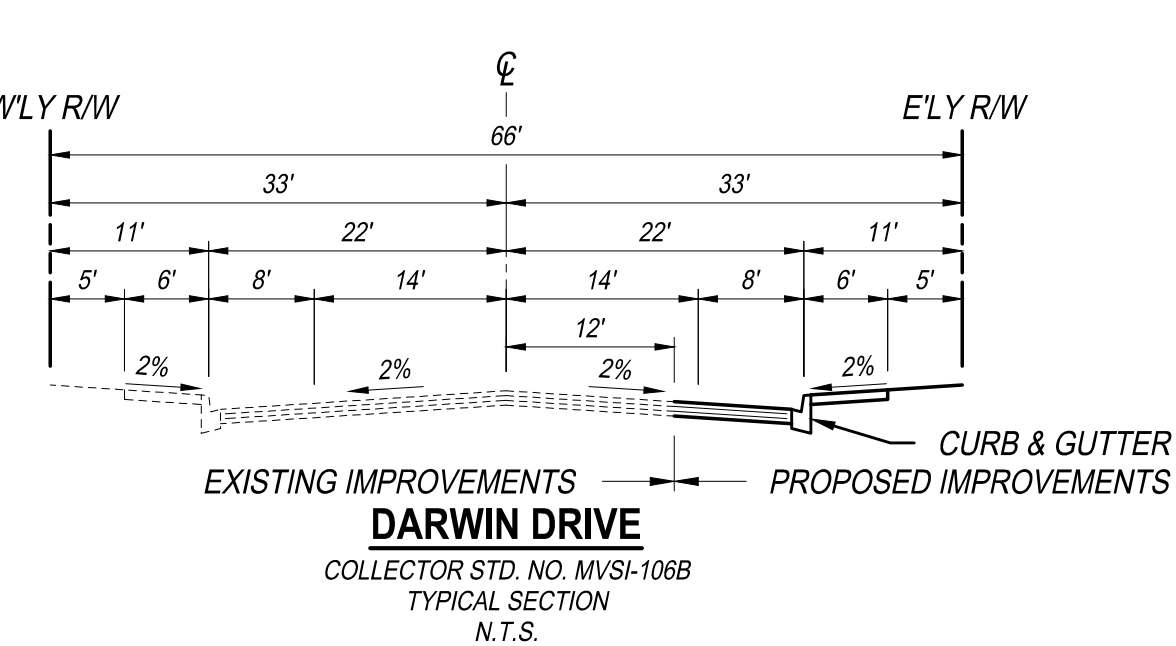 ℄
W'LY R/W
E'LY R/W
66'
33' 33'
11' 22' 22' 11'
5' 6' 8' 14' 14' 8' 6' 5'
12'
2% 2% 2% 2%
CURB & GUTTER
EXISTING IMPROVEMENTS PROPOSED IMPROVEMENTS
DARWIN DRIVE
COLLECTOR STD. NO. MVSI-106B
TYPICAL SECTION
N.T.S.